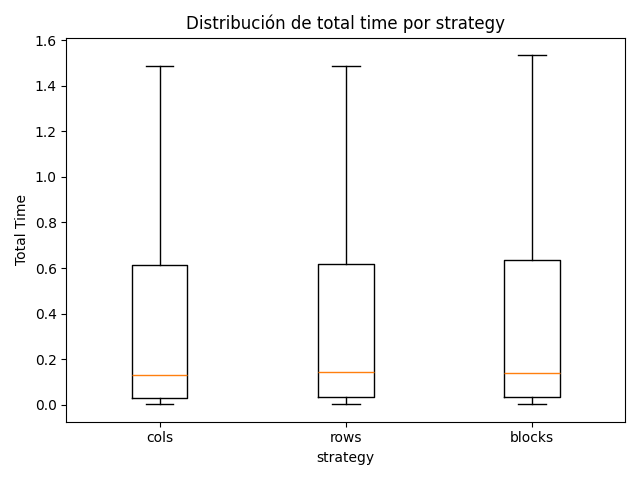 Distribución de total time por strategy
1.6
1.4
1.2
1.0
0.8
0.6
0.4
0.2
0.0
Total Time
cols rows blocks
strategy